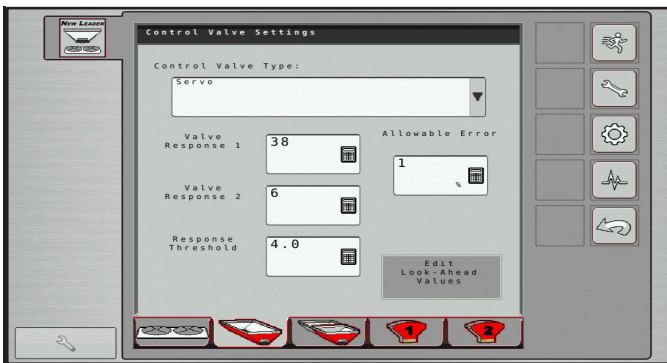 New Leader
Control Valve Settings
Control Valve Type:
Servo
Valve
Response 1
38
Allowable Error
1
%
Valve
Response 2
6
Response
Threshold
4.0
Edit
Look-Ahead
Values
1
2